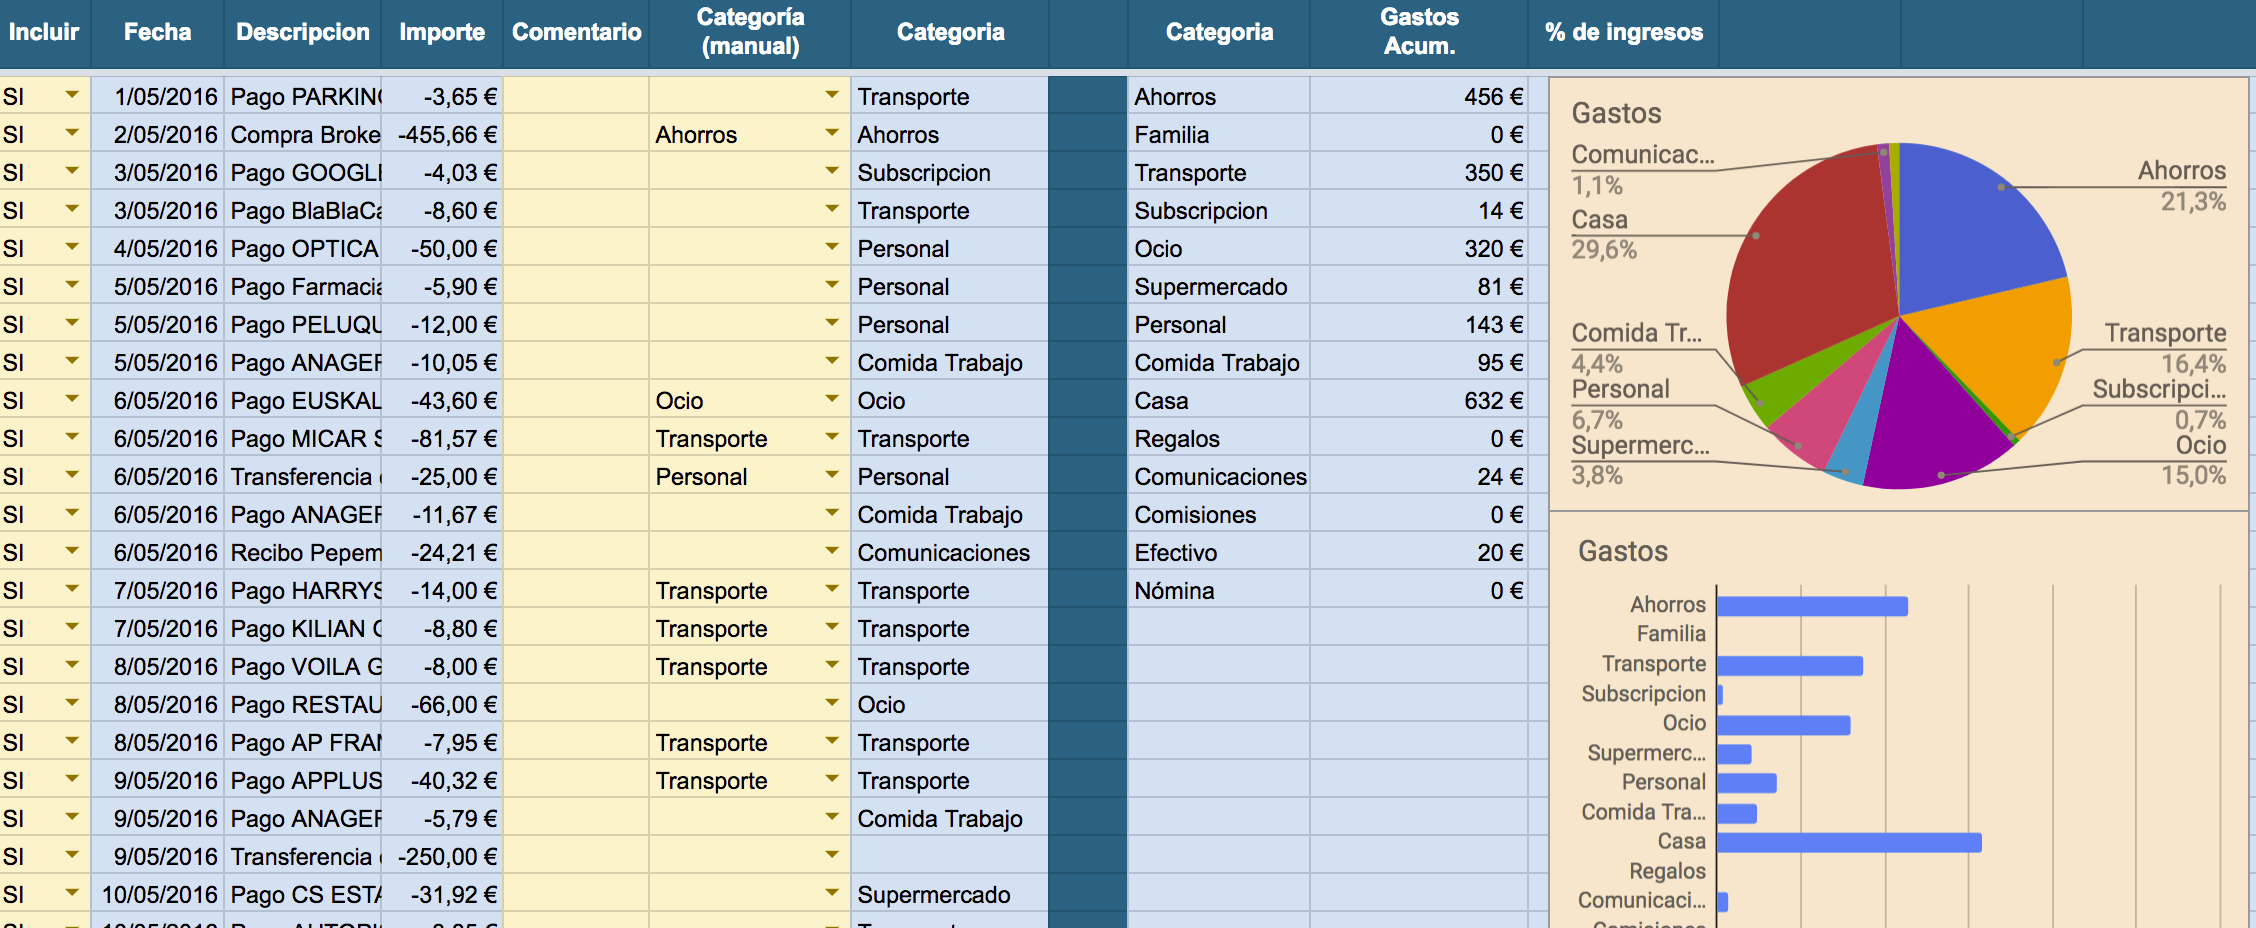 Incluir Fecha Descripcion Importe Comentario Categoría (manual) Categoria Categoria Gastos Acum. % de ingresos
SI 1/05/2016 Pago PARKING -3,65 € Transporte Ahorros 456 €
SI 2/05/2016 Compra Broke -455,66 € Ahorros Ahorros Familia 0 €
SI 3/05/2016 Pago GOOGLE -4,03 € Subscripcion Transporte 350 €
SI 3/05/2016 Pago BlaBlaCa -8,60 € Transporte Subscripcion 14 €
SI 4/05/2016 Pago OPTICA -50,00 € Personal Ocio 320 €
SI 5/05/2016 Pago Farmacia -5,90 € Personal Supermercado 81 €
SI 5/05/2016 Pago PELUQU -12,00 € Personal Personal 143 €
SI 5/05/2016 Pago -10,05 € Comida Trabajo Comida Trabajo 95 €
SI 6/05/2016 Pago EUSKAL -43,60 € Ocio Ocio Casa 632 €
SI 6/05/2016 Pago MICAR S -81,57 € Transporte Transporte Regalos 0 €
SI 6/05/2016 Transferencia -25,00 € Personal Personal Comunicaciones 24 €
SI 6/05/2016 Pago -11,67 € Comida Trabajo Comisiones 0 €
SI 6/05/2016 Recibo Pepem -24,21 € Comunicaciones Efectivo 20 €
SI 7/05/2016 Pago HARRYS -14,00 € Transporte Transporte Nómina 0 €
SI 7/05/2016 Pago KILIAN -8,80 € Transporte Transporte
SI 8/05/2016 Pago VOILA G -8,00 € Transporte Transporte
SI 8/05/2016 Pago RESTAU -66,00 € Ocio
SI 8/05/2016 Pago AP FRAN -7,95 € Transporte Transporte
SI 9/05/2016 Pago APPLUS -40,32 € Transporte Transporte
SI 9/05/2016 Pago -5,79 € Comida Trabajo
SI 9/05/2016 Transferencia -250,00 €
SI 10/05/2016 Pago CS ESTA -31,92 € Supermercado
Gastos
Comunicac...
1,1%
Casa
29,6%
Comida Tr...
4,4%
Personal
6,7%
Supermerc...
3,8%
Ahorros
21,3%
Transporte
16,4%
Subscripci...
0,7%
Ocio
15,0%
Gastos
Ahorros
Familia
Transporte
Subscripcion
Ocio
Supermerc...
Personal
Comida Tra...
Casa
Regalos
Comunicaci...